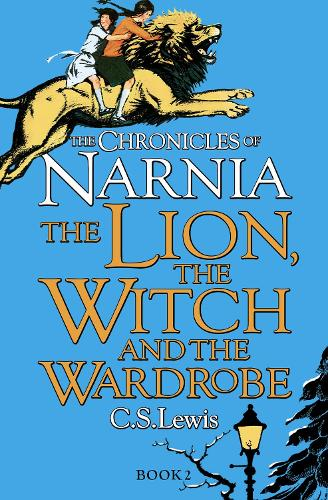 THE CHRONICLES OF
NARNIA
THE LION,
THE
WITCH
AND THE
WARDROBE
C.S. Lewis
BOOK 2